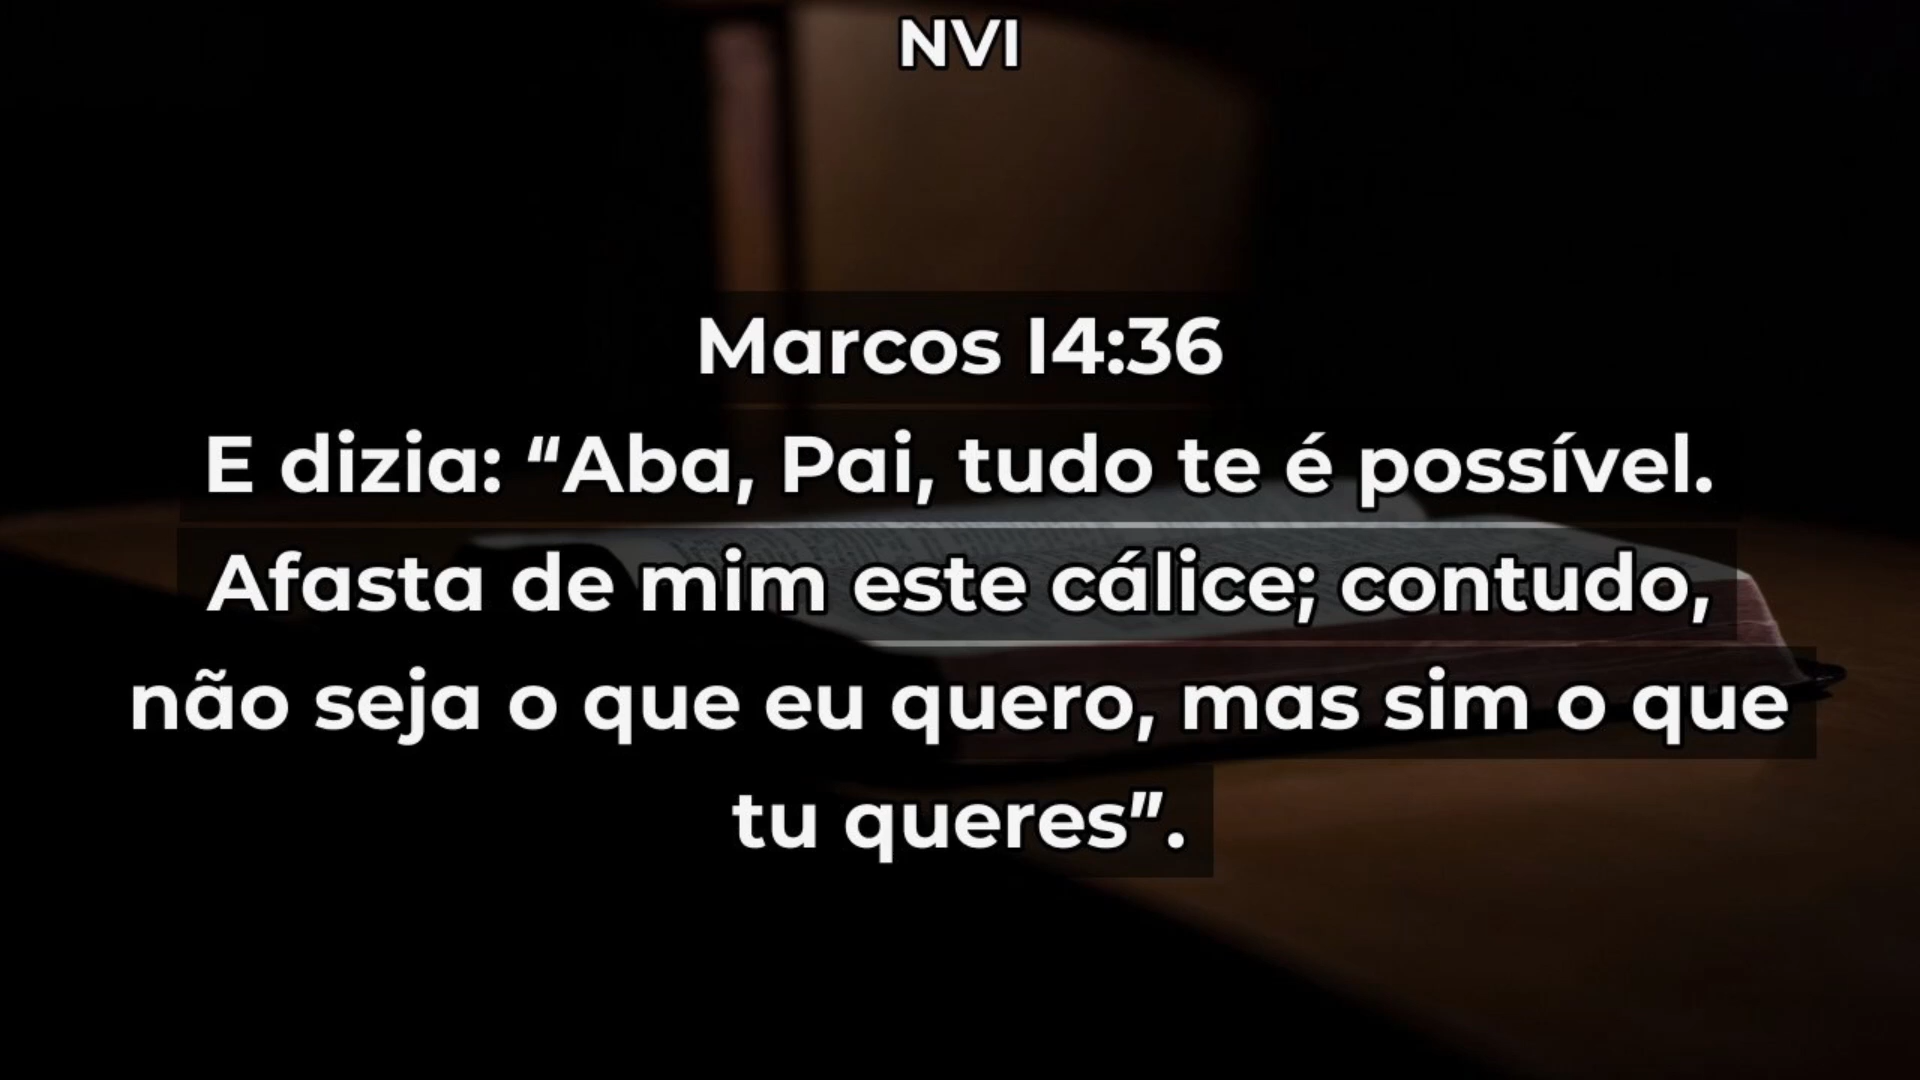 NVI
Marcos 14:36
E dizia: “Aba, Pai, tudo te é possível.
Afasta de mim este cálice; contudo,
não seja o que eu quero, mas sim o que
tu queres”.